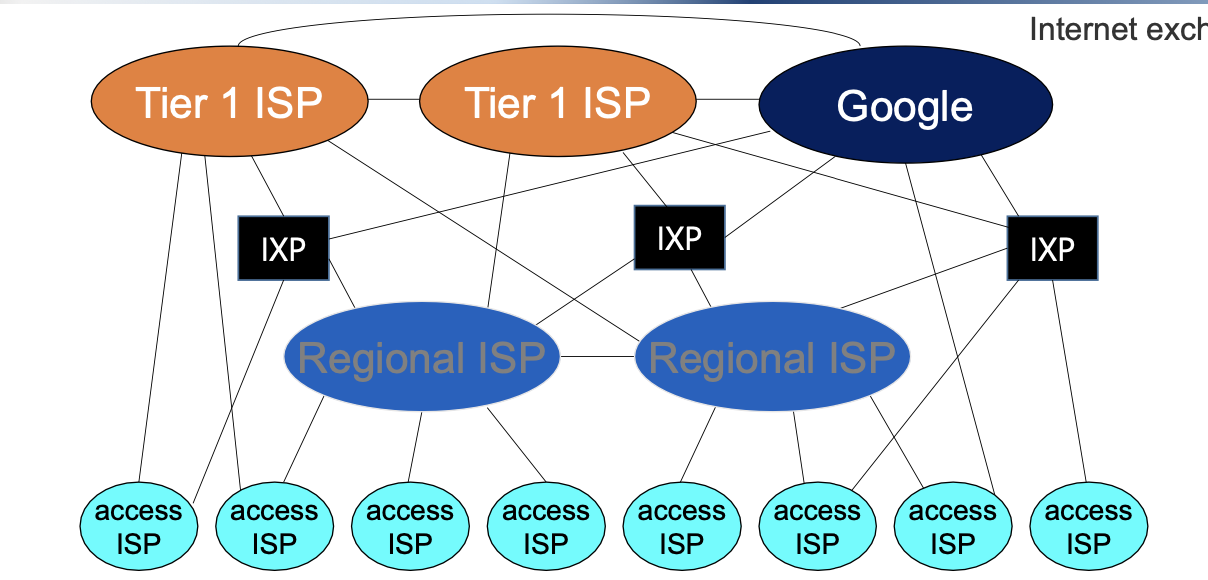 Internet exch
Tier 1 ISP
Tier 1 ISP
Google
IXP
IXP
IXP
Regional ISP
Regional ISP
access
ISP
access
ISP
access
ISP
access
ISP
access
ISP
access
ISP
access
ISP
access
ISP